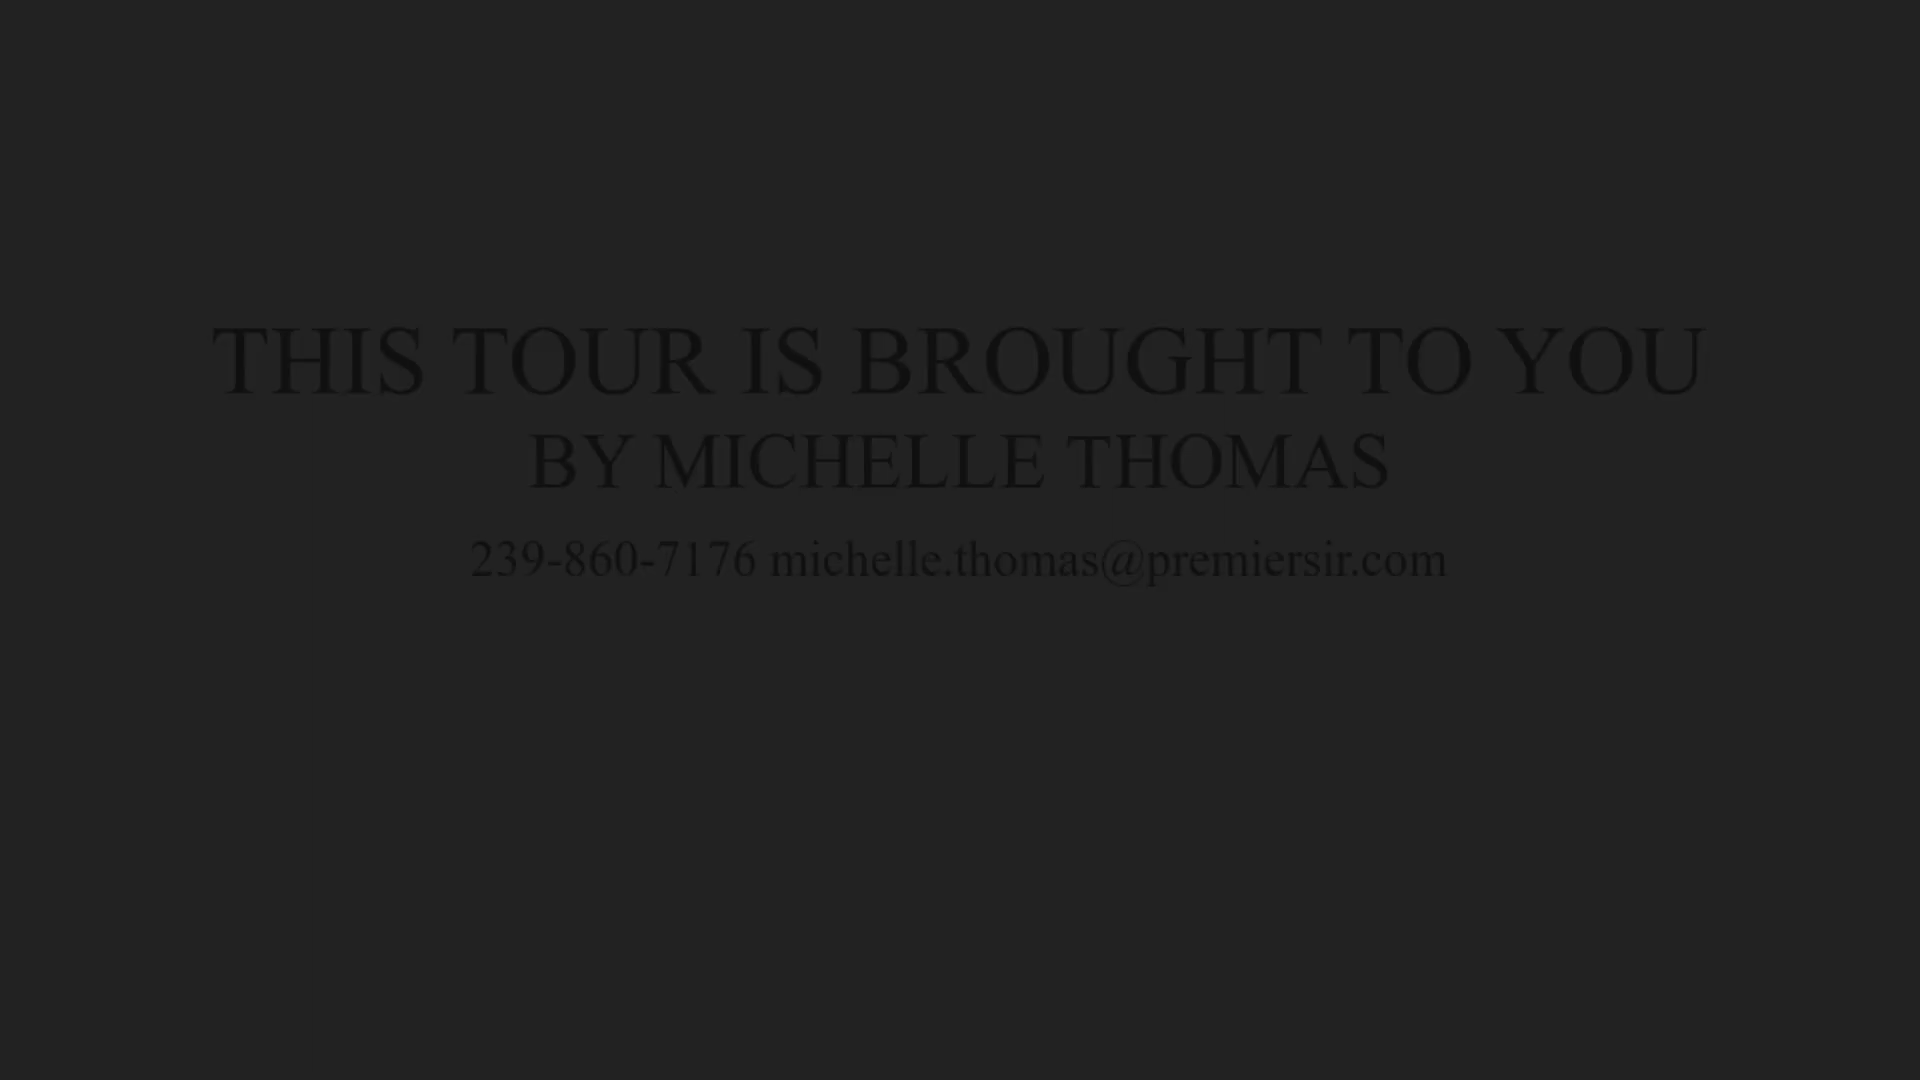 THIS TOUR IS BROUGHT TO YOU
BY MICHELLE THOMAS
239-860-7176 michelle.thomas@premiersir.com